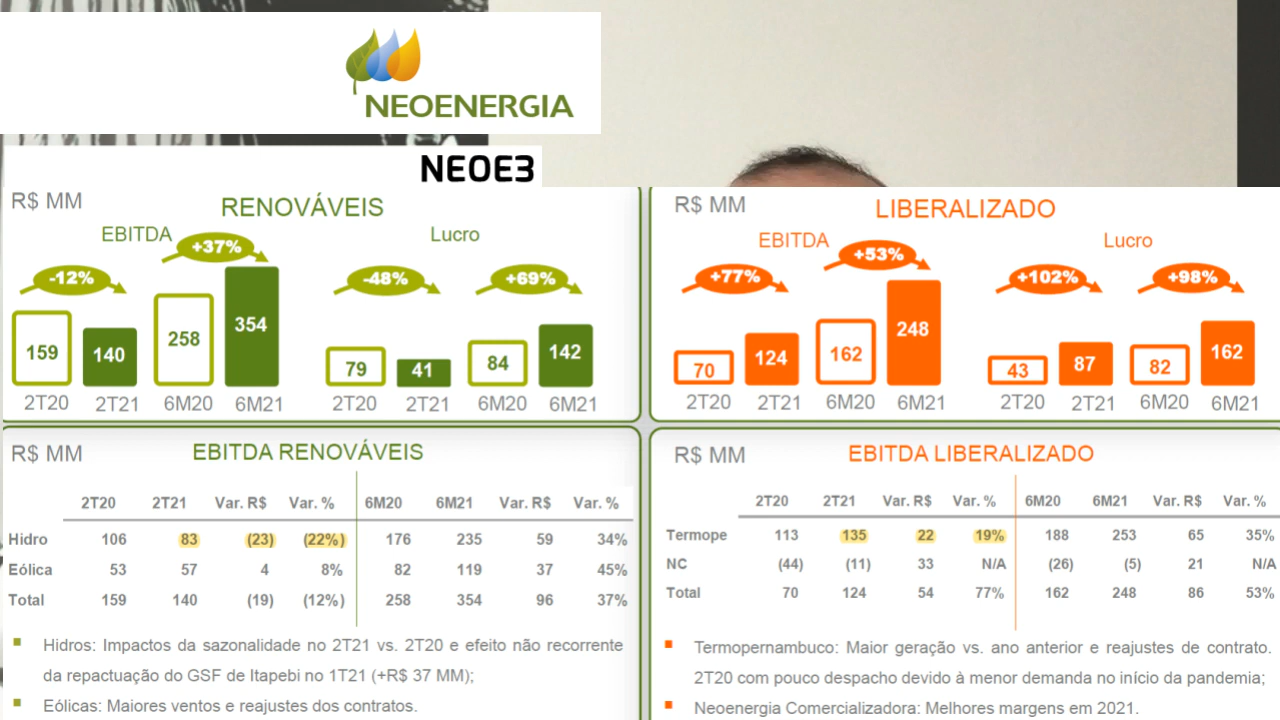 NEOENERGIA
NEOE3
R$ MM
RENOVÁVEIS
EBITDA
Lucro
-12%
+37%
-48%
+69%
159
140
258
354
79
41
84
142
2T20
2T21
6M20
6M21
2T20
2T21
6M20
6M21
R$ MM
LIBERALIZADO
EBITDA
Lucro
+77%
+53%
+102%
+98%
70
124
162
248
43
87
82
162
2T20
2T21
6M20
6M21
2T20
2T21
6M20
6M21
R$ MM
EBITDA RENOVÁVEIS
2T20 2T21 Var. R$ Var. % 6M20 6M21 Var. R$ Var. %
Hidro 106 83 (23) (22%) 176 235 59 34%
Eólica 53 57 4 8% 82 119 37 45%
Total 159 140 (19) (12%) 258 354 96 37%
Hidros: Impactos da sazonalidade no 2T21 vs. 2T20 e efeito não recorrente
da repactuação do GSF de Itapebi no 1T21 (+R$ 37 MM);
Eólicas: Maiores ventos e reajustes dos contratos.
R$ MM
EBITDA LIBERALIZADO
2T20 2T21 Var. R$ Var. % 6M20 6M21 Var. R$ Var. %
Termope 113 135 22 19% 188 253 65 35%
NC (44) (11) 33 N/A (26) (5) 21 N/A
Total 70 124 54 77% 162 248 86 53%
Termopernambuco: Maior geração vs. ano anterior e reajustes de contrato.
2T20 com pouco despacho devido à menor demanda no início da pandemia;
Neoenergia Comercializadora: Melhores margens em 2021.